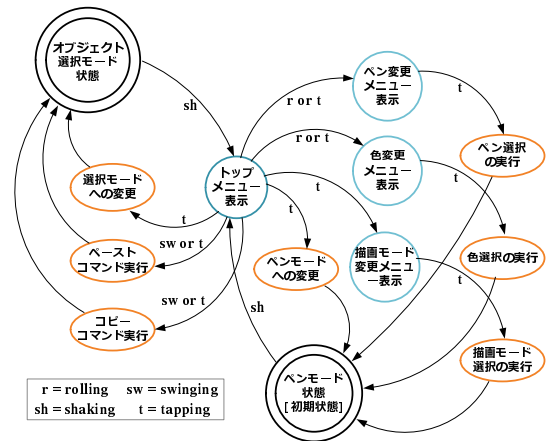 オブジェクト
選択モード
状態
sh
r or t
ペン変更
メニュー
表示
t
ペン選択
の実行
r or t
色変更
メニュー
表示
t
トップ
メニュー
表示
選択モード
への変更
t
t
t
sw or t
ペースト
コマンド実行
ペンモード
への変更
描画モード
変更メニュ
ー表示
t
色選択の実行
sw or t
コピー
コマンド実行
sh
描画モード
選択の実行
ペンモード
状態
[ 初期状態]
r = rolling sw = swinging
sh = shaking t = tapping